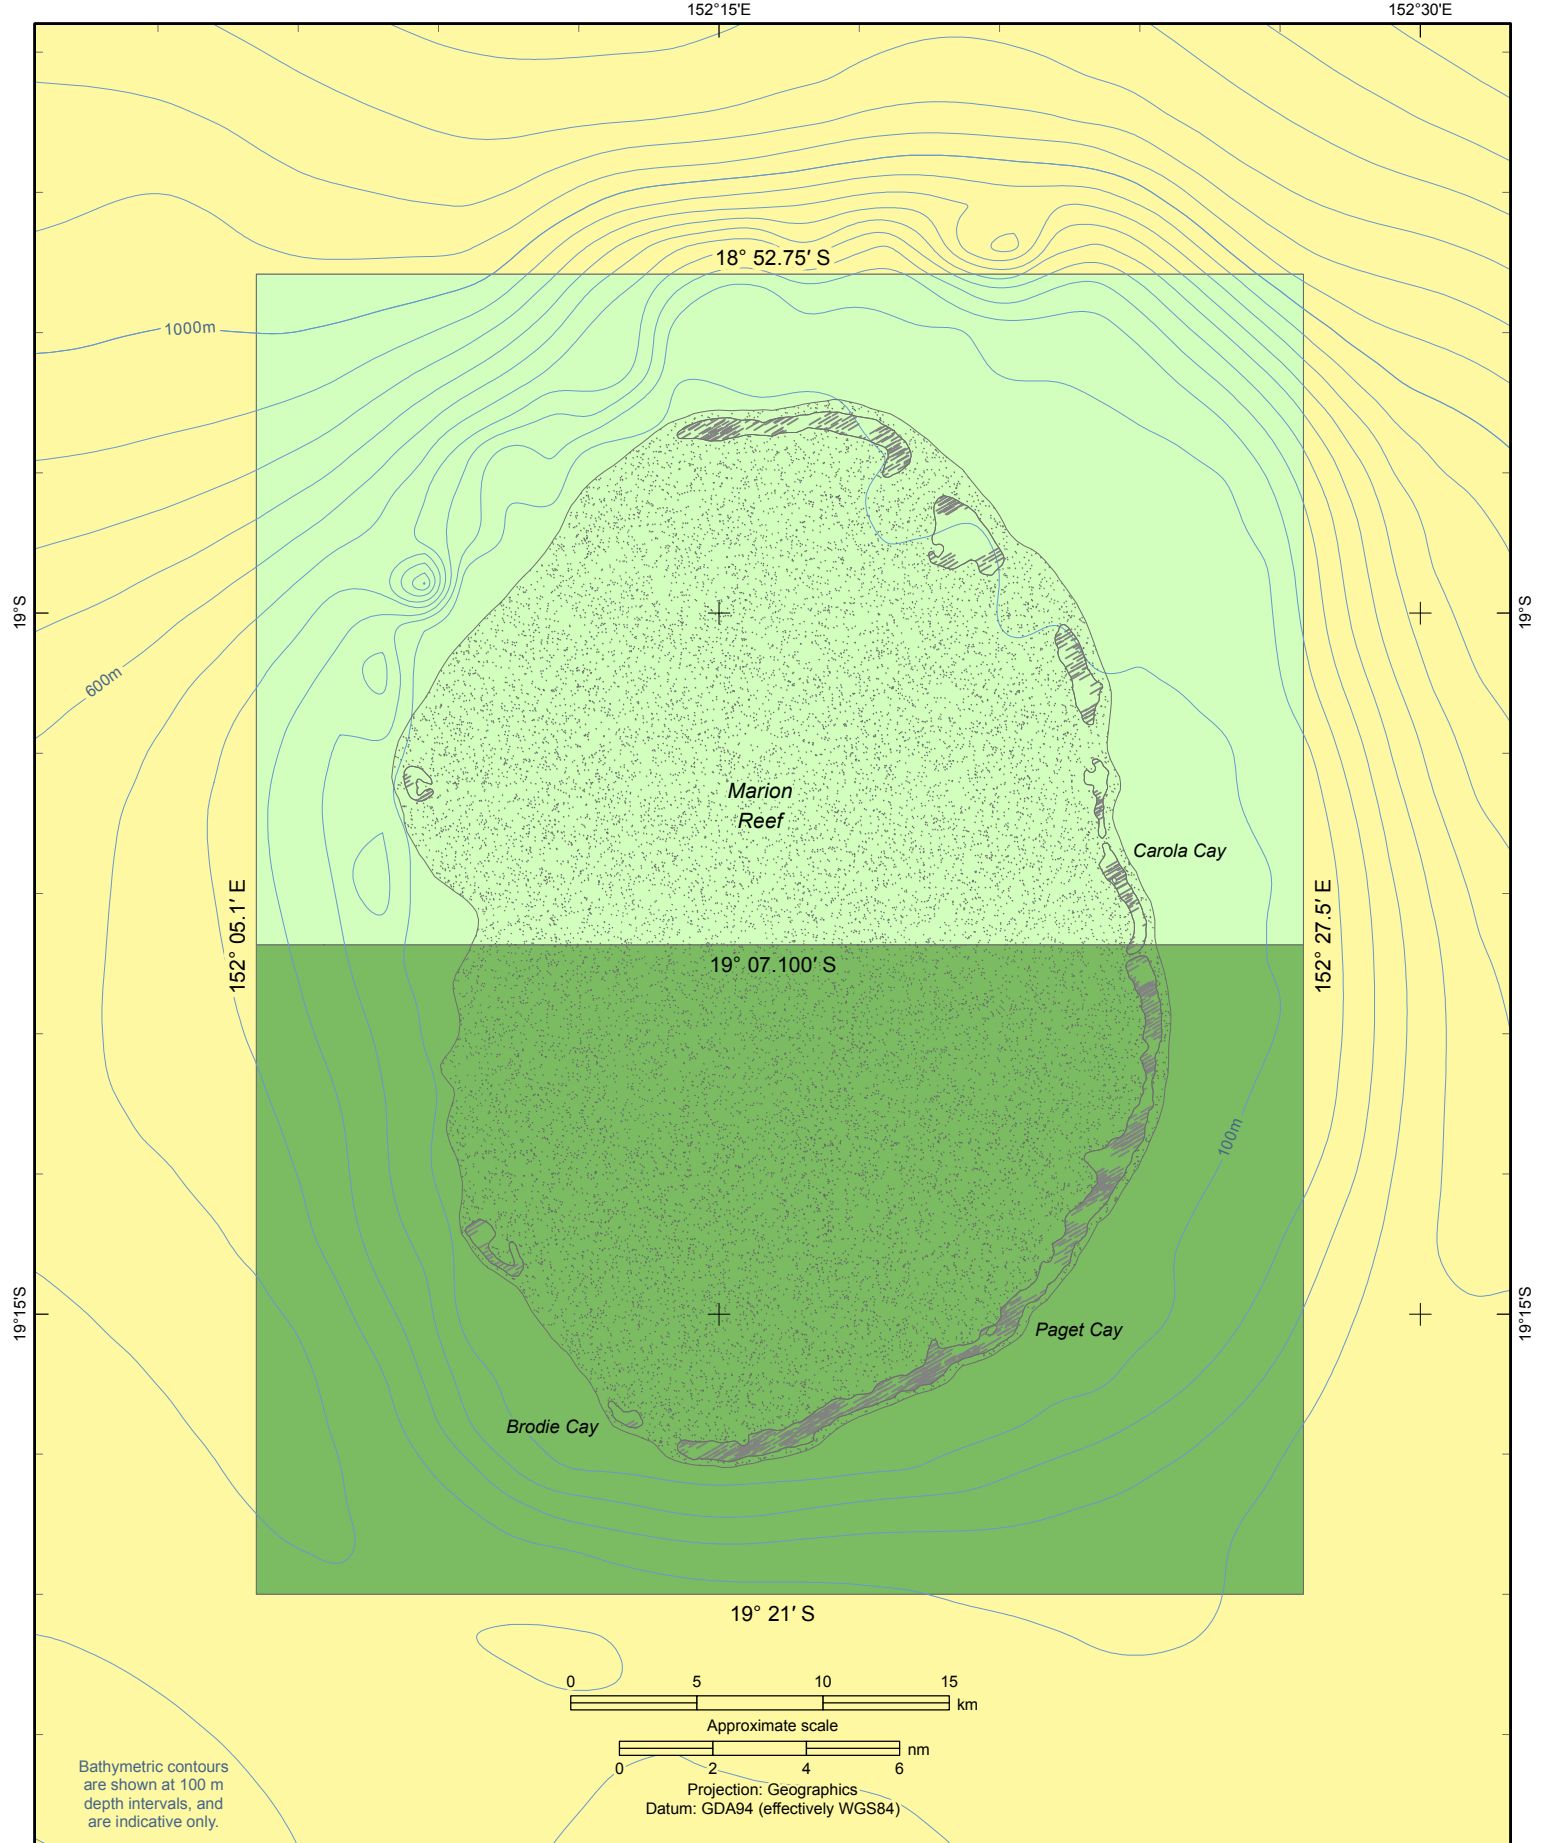 152°15'E
152°30'E
18° 52.75′ S
1000m
19°S
19°S
600m
Marion
Reef
Carola Cay
152° 05.1′ E
152° 27.5′ E
19° 07.100′ S
100m
19°15'S
19°15'S
Paget Cay
Brodie Cay
19° 21′ S
0 5 10 15
km
Approximate scale
nm
0 2 4 6
Projection: Geographics
Datum: GDA94 (effectively WGS84)
Bathymetric contours
are shown at 100 m
depth intervals, and
are indicative only.